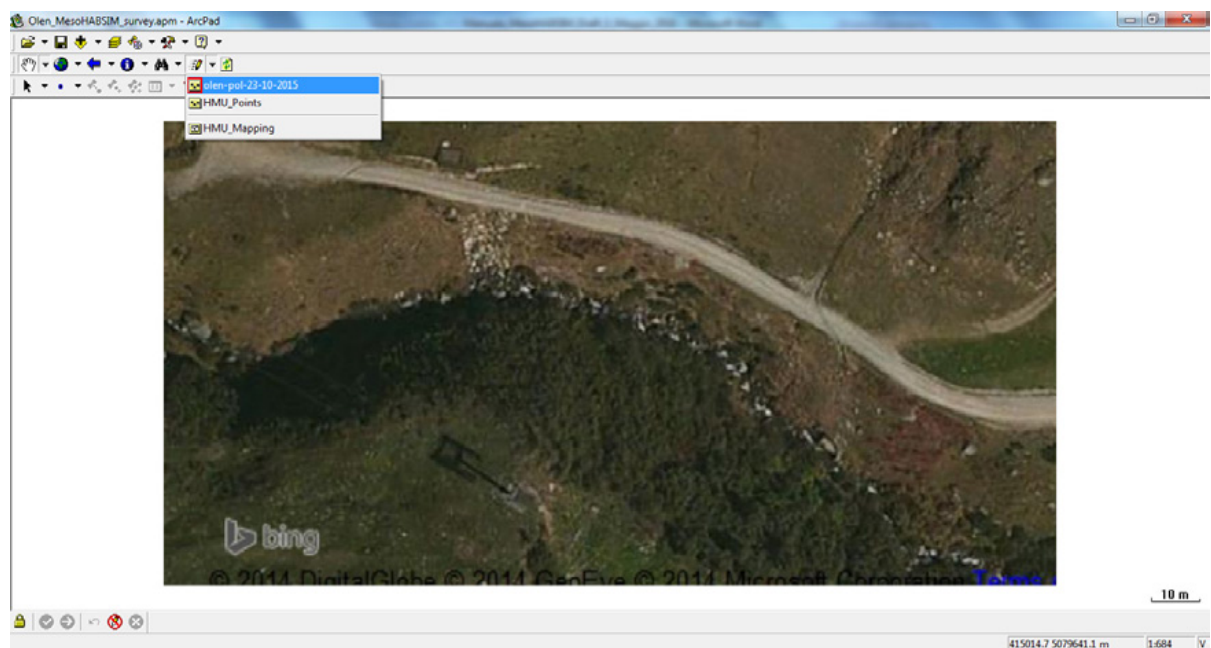 Olen_MesoHABSIM_survey.apm - ArcPad
olen-pol-23-10-2015
HMU_Points
HMU_Mapping
bing
© 2014 DigitalGlobe © 2014 GeoEye © 2014 Microsoft Corporation Terms
10 m
415014.7 5079641.1 m 1:684 V